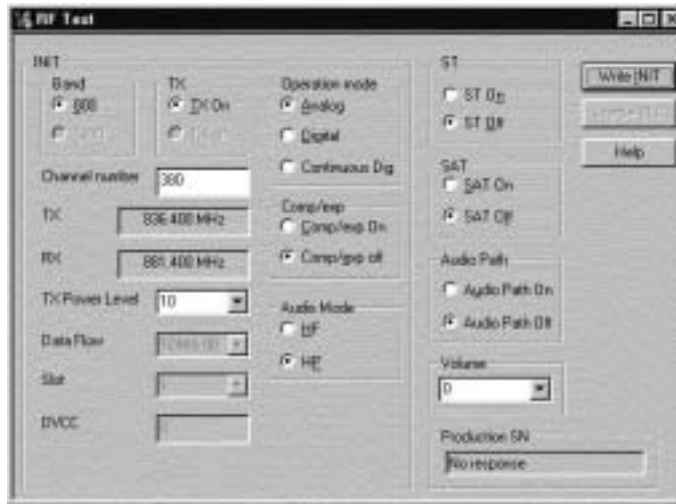 RF Test
INIT
Band
800
TX
TX On
Operation mode
Analog
Digital
Continuous Dig
Channel number
380
TX
836.400 MHz
RX
881.400 MHz
TX Power Level
10
Data Flow
Slot
DVCC
Comp/exp
Comp/exp On
Comp/exp off
Audio Mode
HF
HP
ST
ST On
ST Off
SAT
SAT On
SAT Off
Audio Path
Audio Path On
Audio Path Off
Volume
0
Production SN
No response
Write INIT
Help